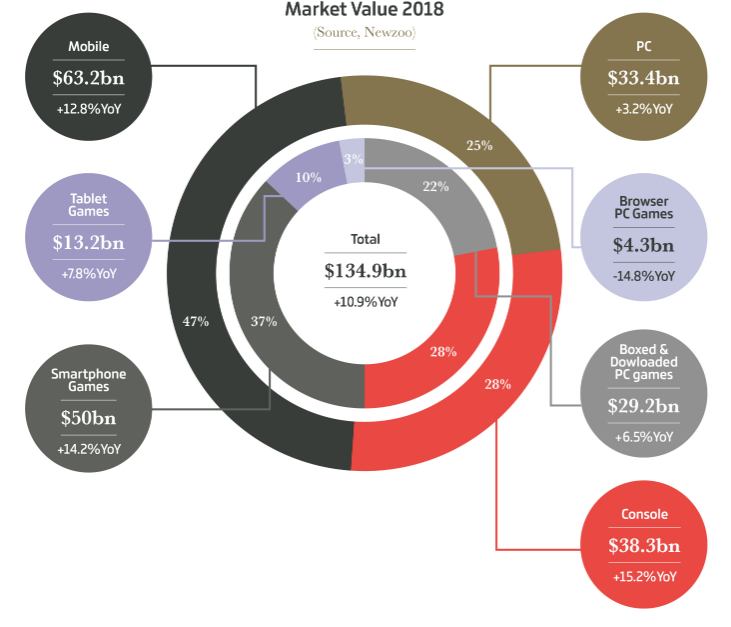 Market Value 2018
(Source, Newzoo)
Mobile
$63.2bn
+12.8%YoY
PC
$33.4bn
+3.2%YoY
25%
3%
10%
22%
Tablet
Games
$13.2bn
+7.8%YoY
Browser
PC Games
$4.3bn
-14.8%YoY
Total
$134.9bn
+10.9%YoY
47%
37%
28%
28%
Smartphone
Games
$50bn
+14.2%YoY
Boxed &
Dowloaded
PC games
$29.2bn
+6.5%YoY
Console
$38.3bn
+15.2%YoY